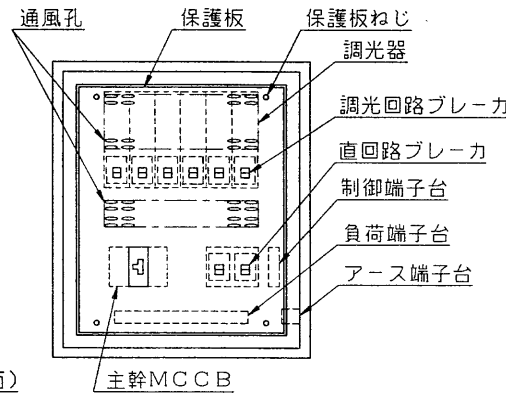 通風孔
保護板
保護板ねじ
調光器
調光回路ブレーカ
直回路ブレーカ
制御端子台
負荷端子台
アース端子台
主幹MCCB